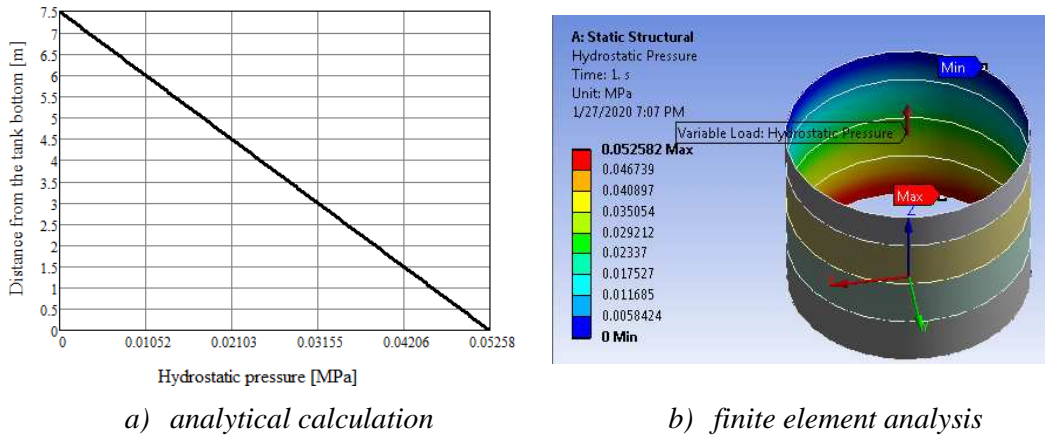 7.5
7
6.5
6
5.5
5
4.5
4
3.5
3
2.5
2
1.5
1
0.5
0
Distance from the tank bottom [m]
0 0.01052 0.02103 0.03155 0.04206 0.05258
Hydrostatic pressure [MPa]
a) analytical calculation
A: Static Structural
Hydrostatic Pressure
Time: 1. s
Unit: MPa
1/27/2020 7:07 PM
Variable Load: Hydrostatic Pressure
0.052582 Max
0.046739
0.040897
0.035054
0.029212
0.02337
0.017527
0.011685
0.0058424
0 Min
Min
Max
Z
Y
b) finite element analysis